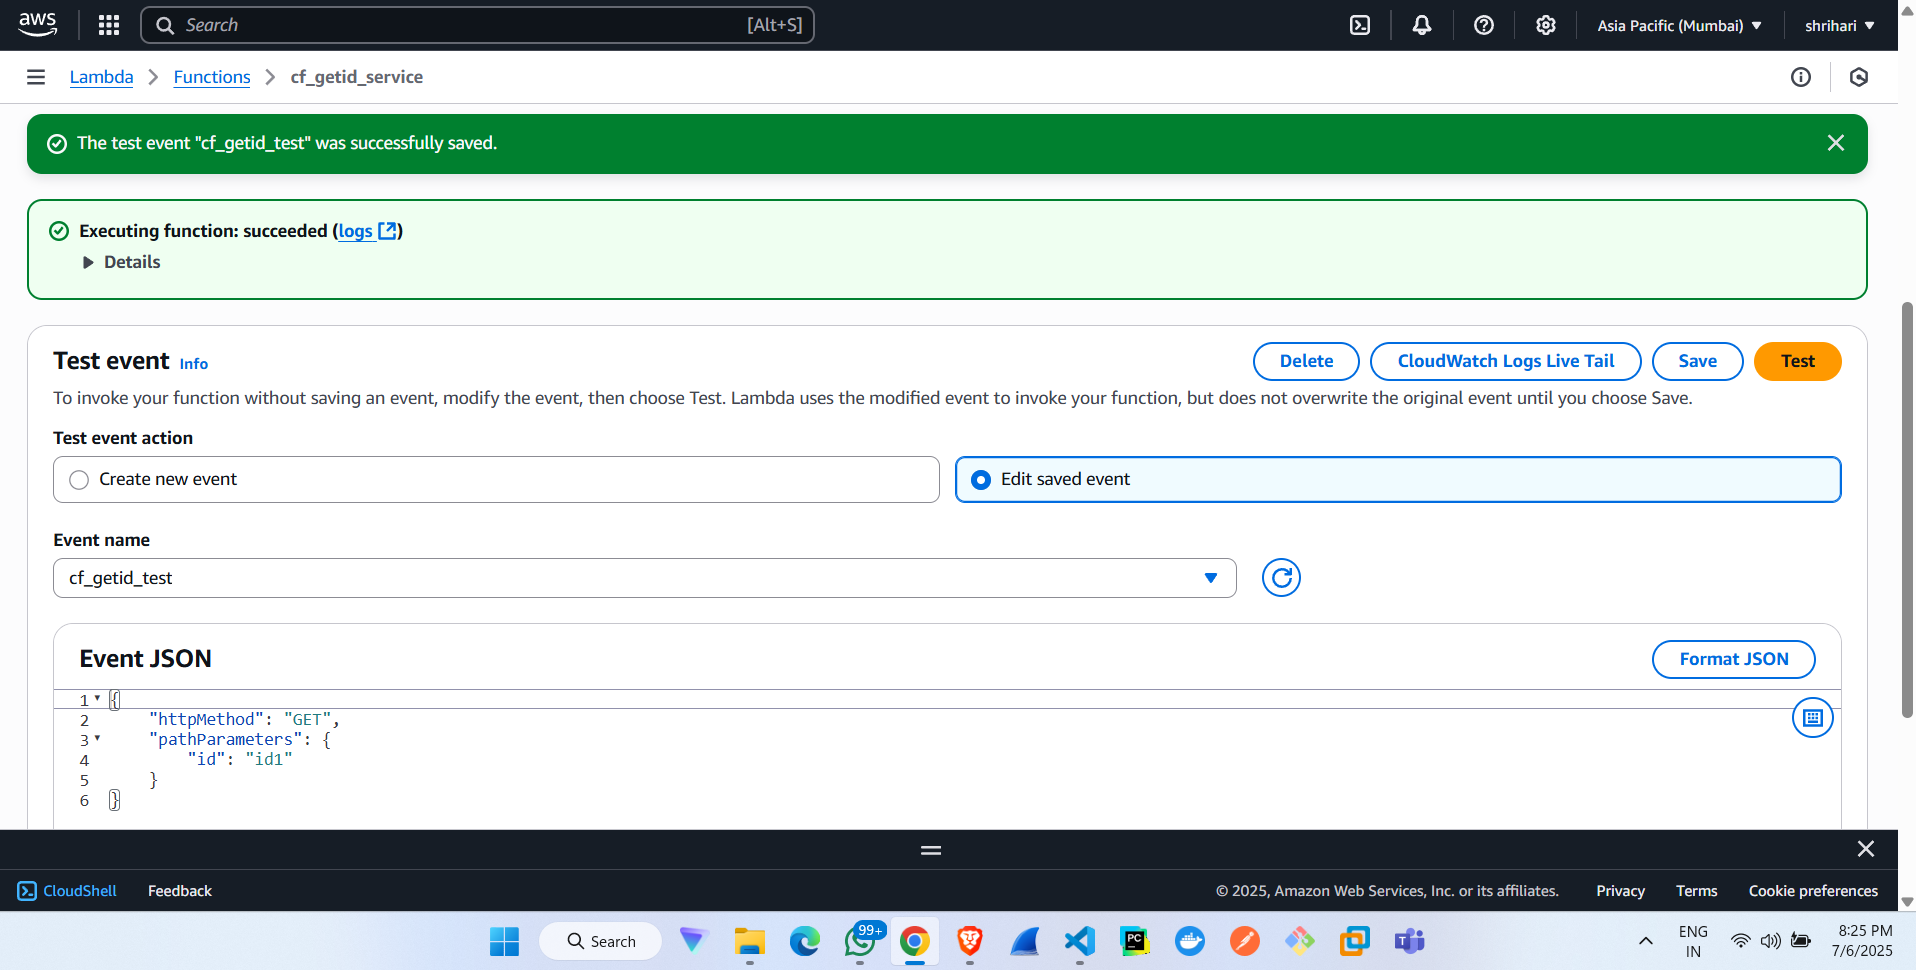 aws
Search
[Alt+S]
Asia Pacific (Mumbai)
shrihari
Lambda
Functions
cf_getid_service
The test event "cf_getid_test" was successfully saved.
Executing function: succeeded (logs)
Details
Test event Info
Delete
CloudWatch Logs Live Tail
Save
Test
To invoke your function without saving an event, modify the event, then choose Test. Lambda uses the modified event to invoke your function, but does not overwrite the original event until you choose Save.
Test event action
Create new event
Edit saved event
Event name
cf_getid_test
Event JSON
Format JSON
1 {
2 "httpMethod": "GET",
3 "pathParameters": {
4 "id": "id1"
5 }
6 }
CloudShell
Feedback
© 2025, Amazon Web Services, Inc. or its affiliates.
Privacy
Terms
Cookie preferences
Search
99+
PC
T
ENG
IN
8:25 PM
7/6/2025